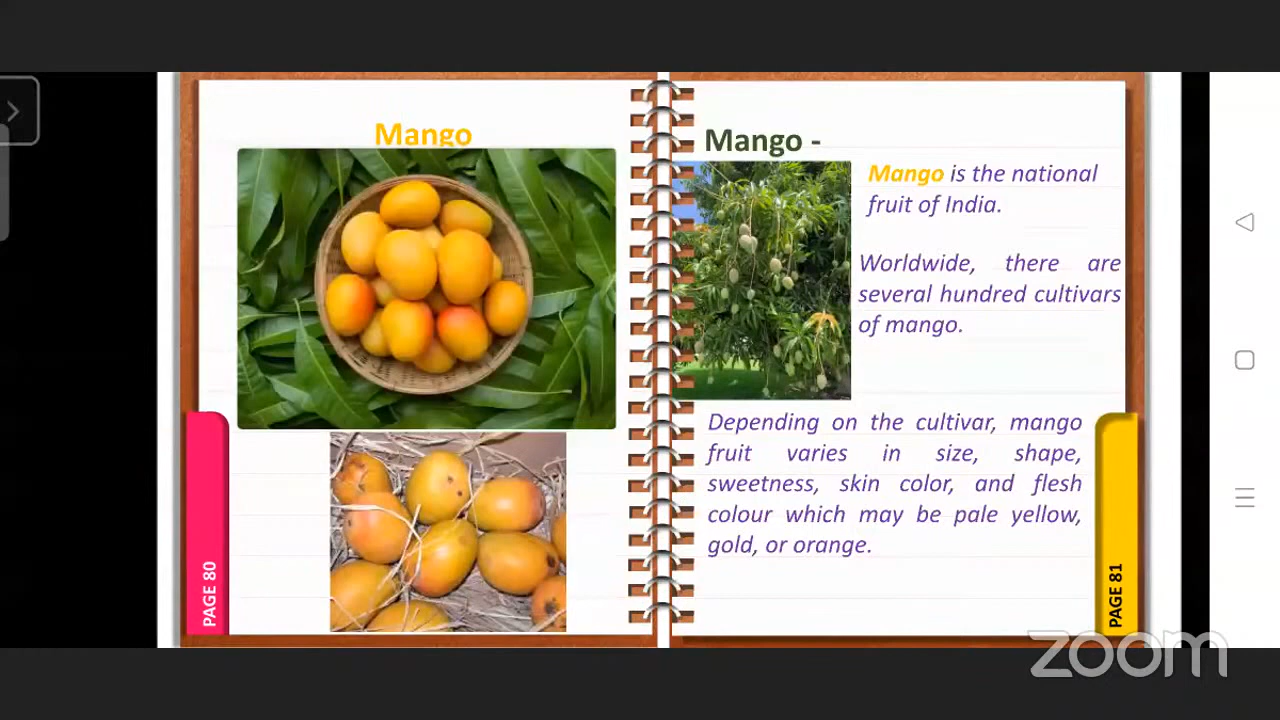 Mango
PAGE 80
Mango -
Mango is the national
fruit of India.
Worldwide, there are
several hundred cultivars
of mango.
Depending on the cultivar, mango
fruit varies in size, shape,
sweetness, skin color, and flesh
colour which may be pale yellow,
gold, or orange.
PAGE 81
zoom